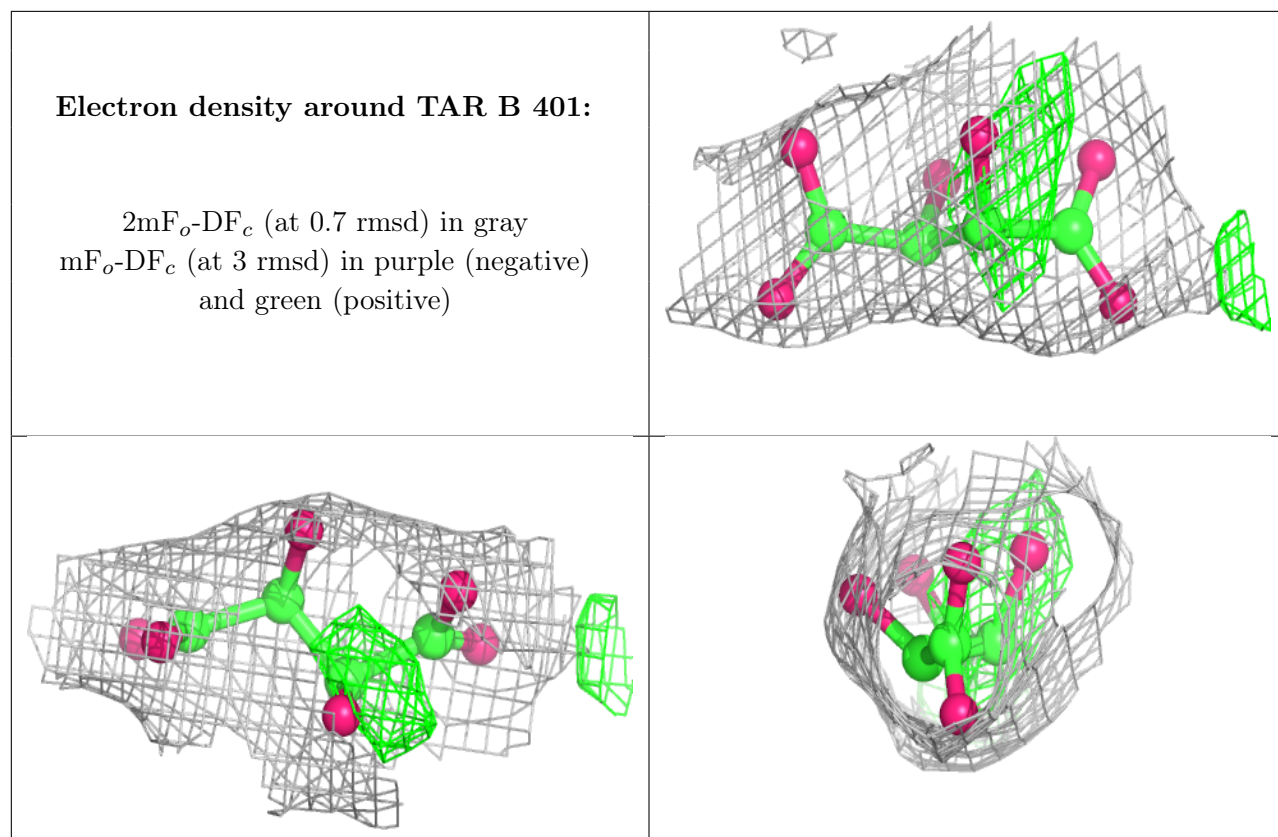 Electron density around TAR B 401:
2mFo-DFc (at 0.7 rmsd) in gray
mFo-DFc (at 3 rmsd) in purple (negative)
and green (positive)